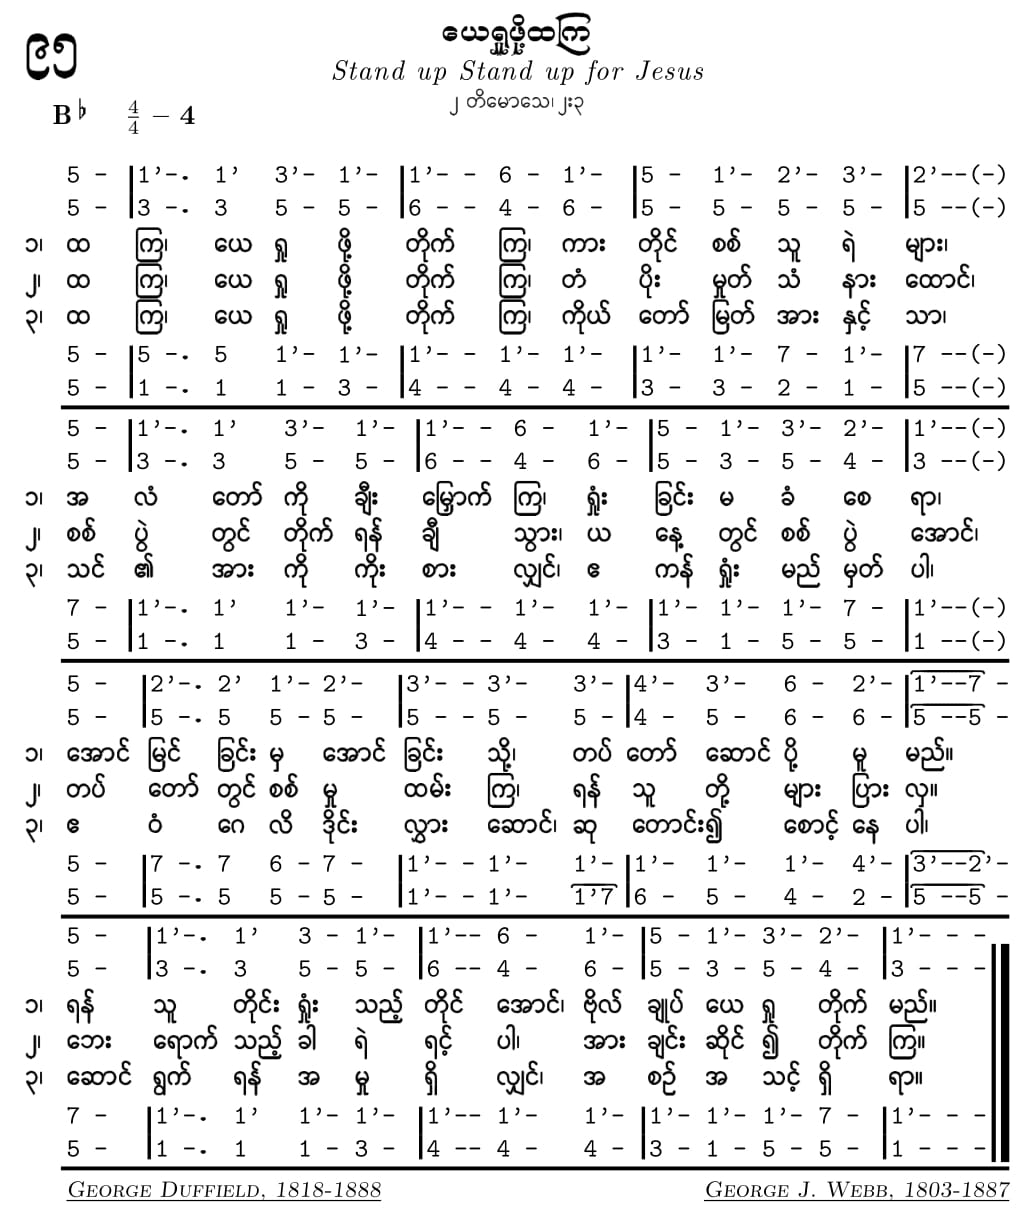 ၉၅
ယေရှုဖို့ထကြ
Stand up Stand up for Jesus
၂ တိမောသေ၊ ၂း၃
B♭ 4/4 – 4
5 – |1’–. 1’ 3’– 1’– |1’– – 6 – 1’– |5 – 1’– 2’– 3’– |2’––(–)
5 – |3 –. 3 5 – 5 – |6 – – 4 – 6 – |5 – 5 – 5 – 5 – |5 ––(–)
၁၊ ထ ကြ၊ ယေ ရှု ဖို့ တိုက် ကြ၊ ကား တိုင် စစ် သူ ရဲ များ၊
၂၊ ထ ကြ၊ ယေ ရှု ဖို့ တိုက် ကြ၊ တံ ပိုး မှုတ် သံ နား ထောင်၊
၃၊ ထ ကြ၊ ယေ ရှု ဖို့ တိုက် ကြ၊ ကိုယ် တော် မြတ် အား နှင့် သာ၊
5 – |5 –. 5 1’– 1’– |1’– – 1’– 1’– |1’– 1’– 7 – 1’– |7 ––(–)
5 – |1 –. 1 1 – 3 – |4 – – 4 – 4 – |3 – 3 – 2 – 1 – |5 ––(–)
5 – |1’–. 1’ 3’– 1’– |1’– – 6 – 1’– |5 – 1’– 3’– 2’– |1’––(–)
5 – |3 –. 3 5 – 5 – |6 – – 4 – 6 – |5 – 3 – 5 – 4 – |3 ––(–)
၁၊ အ လံ တော် ကို ချီး မြှောက် ကြ၊ ရှုံး ခြင်း မ ခံ စေ ရာ၊
၂၊ စစ် ပွဲ တွင် တိုက် ရန် ချီ သွား၊ ယ နေ့ တွင် စစ် ပွဲ အောင်၊
၃၊ သင် ၏ အား ကို ကိုး စား လျှင်၊ ဧ ကန် ရှုံး မည် မှတ် ပါ၊
7 – |1’–. 1’ 1’– 1’– |1’– – 1’– 1’– |1’– 1’– 1’– 7 – |1’––(–)
5 – |1 –. 1 1 – 3 – |4 – – 4 – 4 – |3 – 1 – 5 – 5 – |1 ––(–)
5 – |2’–. 2’ 1’– 2’– |3’– – 3’– 3’– |4’– 3’– 6 – 2’– |1’––7 –
5 – |5 –. 5 5 – 5 – |5 – – 5 – 5 – |4 – 5 – 6 – 6 – |5 ––5 –
၁၊ အောင် မြင် ခြင်း မှ အောင် ခြင်း သို့၊ တပ် တော် ဆောင် ပို့ မူ မည်။
၂၊ တပ် တော် တွင် စစ် မှု ထမ်း ကြ၊ ရန် သူ တို့ များ ပြား လှ။
၃၊ ဧ ဝံ ဂေ လိ ဒိုင်း လွှား ဆောင်၊ ဆု တောင်း၍ စောင့် နေ ပါ၊
5 – |7 –. 7 6 – 7 – |1’– – 1’– 1’– |1’– 1’– 1’– 4’– |3’––2’–
5 – |5 –. 5 5 – 5 – |1’– – 1’– 1’7 |6 – 5 – 4 – 2 – |5 ––5 –
5 – |1’–. 1’ 3 – 1’– |1’–– 6 – 1’– |5 – 1’– 3’– 2’– |1’– – –
5 – |3 –. 3 5 – 5 – |6 –– 4 – 6 – |5 – 3 – 5 – 4 – |3 – – –
၁၊ ရန် သူ တိုင်း ရှုံး သည့် တိုင် အောင်၊ ဗိုလ် ချုပ် ယေ ရှု တိုက် မည်။
၂၊ ဘေး ရောက် သည့် ခါ ရဲ ရင့် ပါ၊ အား ချင်း ဆိုင် ၍ တိုက် ကြ။
၃၊ ဆောင် ရွက် ရန် အ မှု ရှိ လျှင်၊ အ စဉ် အ သင့် ရှိ ရာ။
7 – |1’–. 1’ 1’– 1’– |1’–– 1’– 1’– |1’– 1’– 1’– 7 – |1’– – –
5 – |1 –. 1 1 – 3 – |4 –– 4 – 4 – |3 – 1 – 5 – 5 – |1 – – –
George Duffield, 1818-1888
George J. Webb, 1803-1887